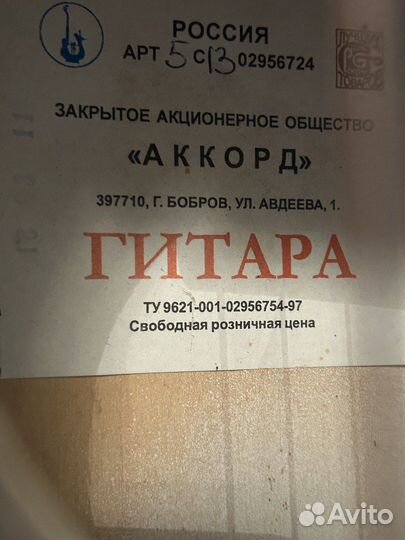 РОССИЯ
АРТ 5 С13 02956724
ЗАКРЫТОЕ АКЦИОНЕРНОЕ ОБЩЕСТВО
«АККОРД»
397710, Г. БОБРОВ, УЛ. АВДЕЕВА, 1.
ГИТАРА
ТУ 9621-001-02956754-97
Свободная розничная цена
Avito